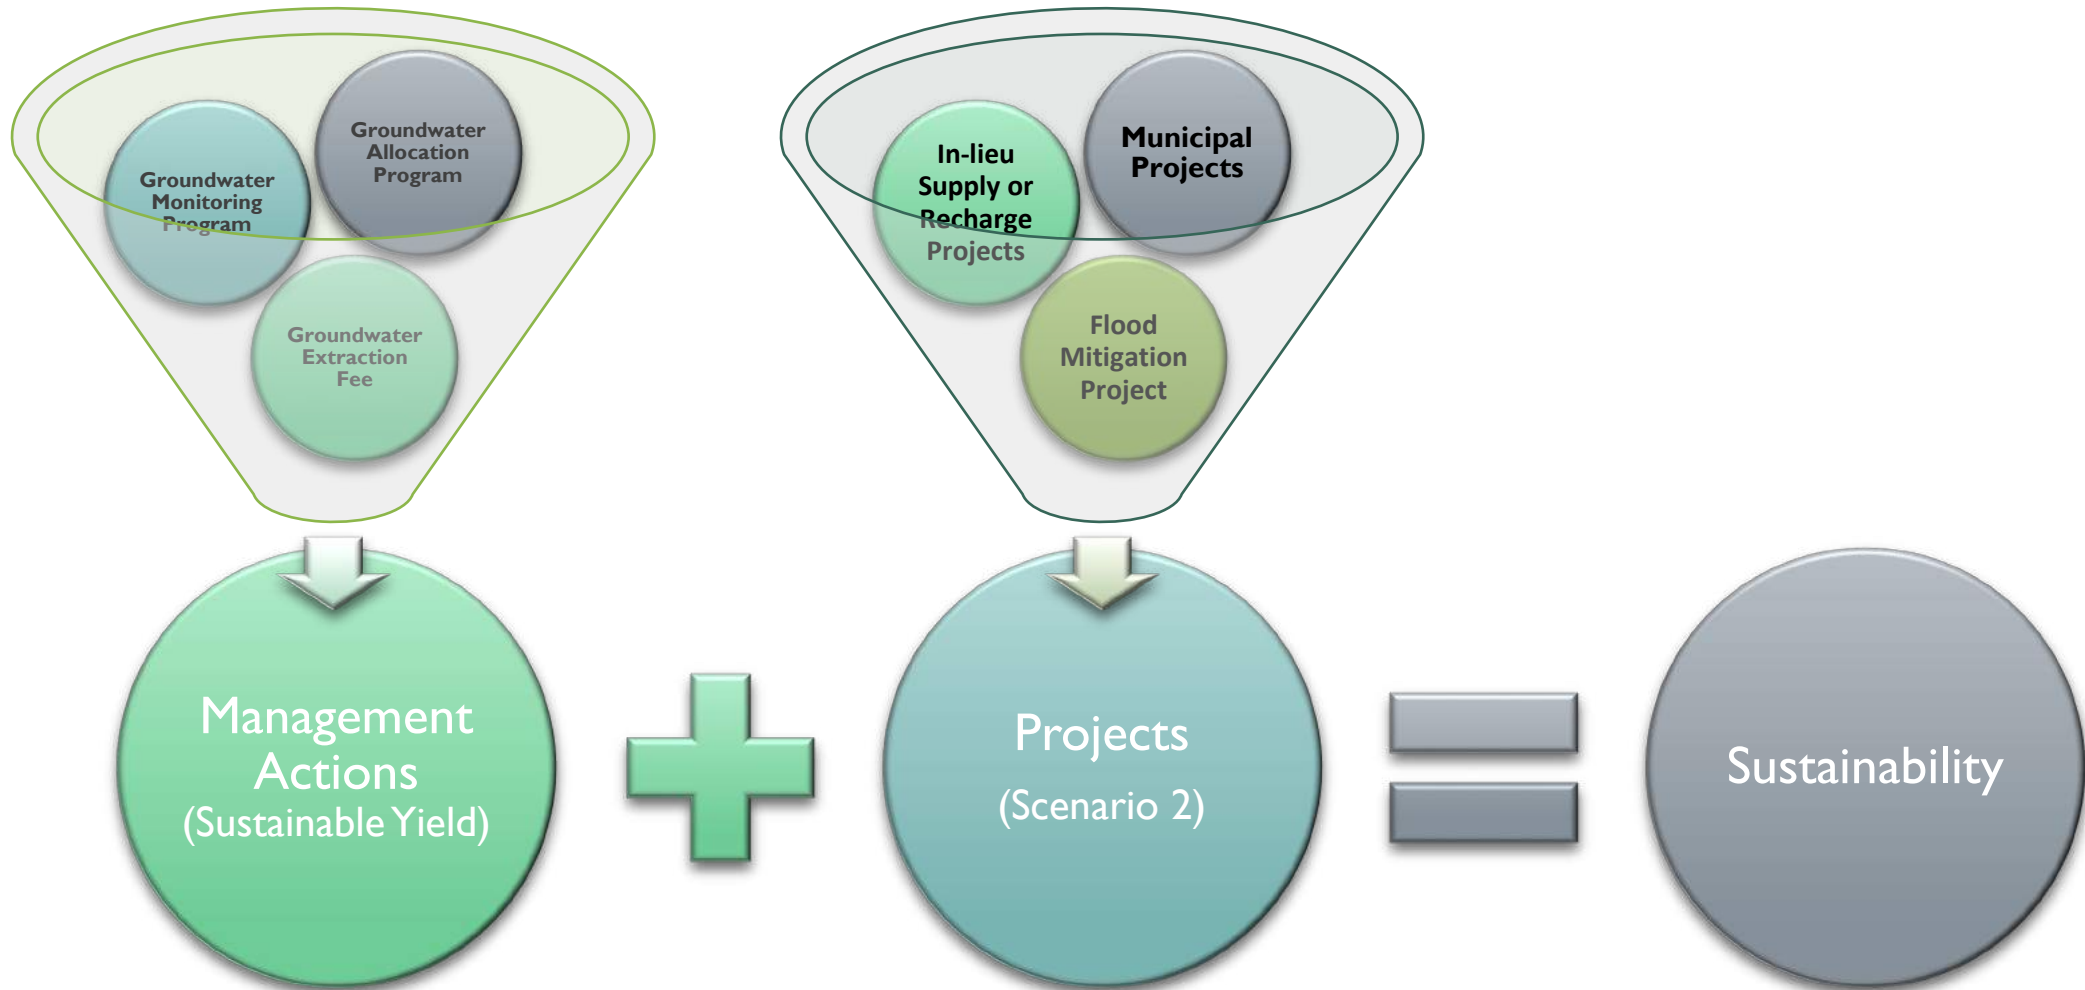 Groundwater
Monitoring
Program
Groundwater
Allocation
Program
Groundwater
Extraction
Fee
In-lieu
Supply or
Recharge
Projects
Municipal
Projects
Flood
Mitigation
Project
Management
Actions
(Sustainable Yield)
Projects
(Scenario 2)
Sustainability